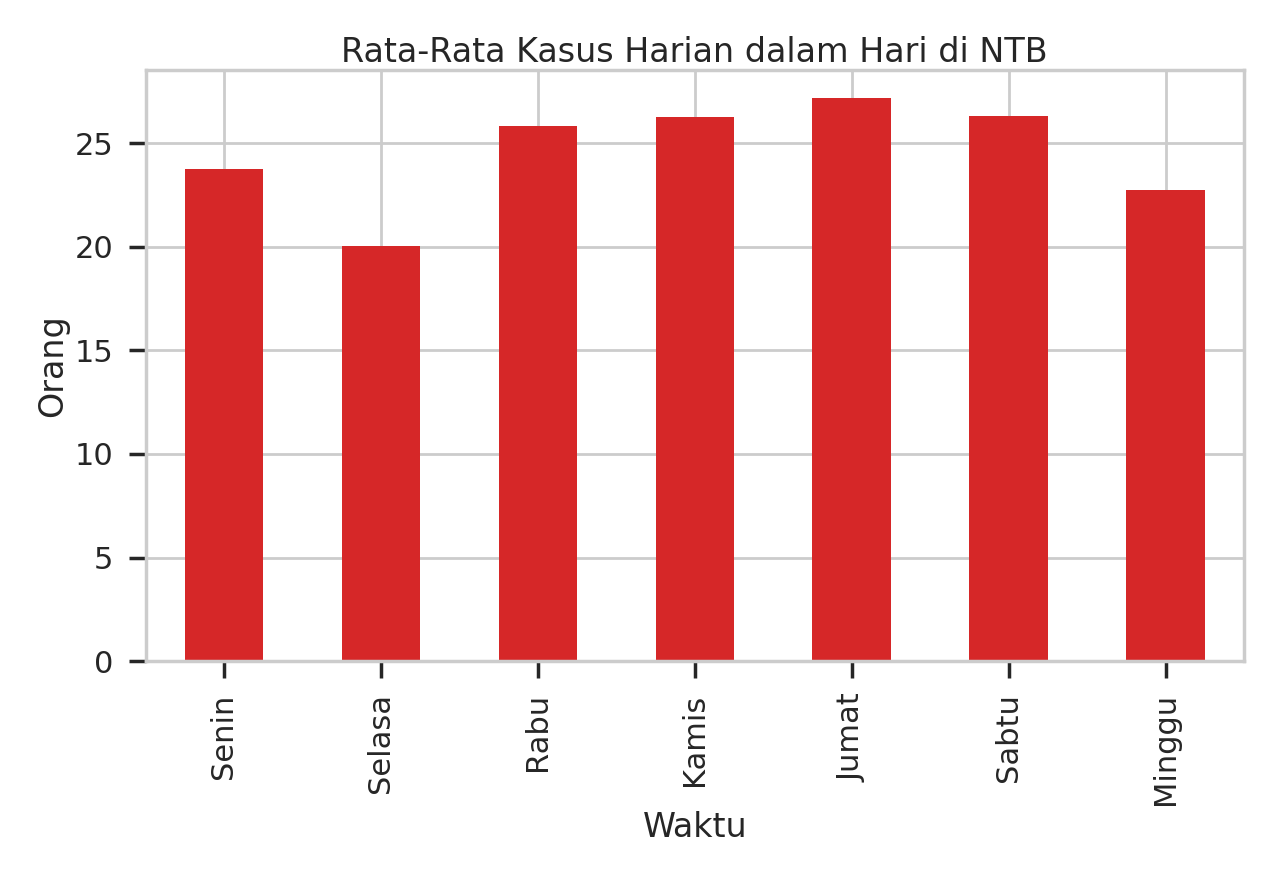 Rata-Rata Kasus Harian dalam Hari di NTB
Orang
25
20
15
10
5
0
Senin
Selasa
Rabu
Kamis
Jumat
Sabtu
Minggu
Waktu